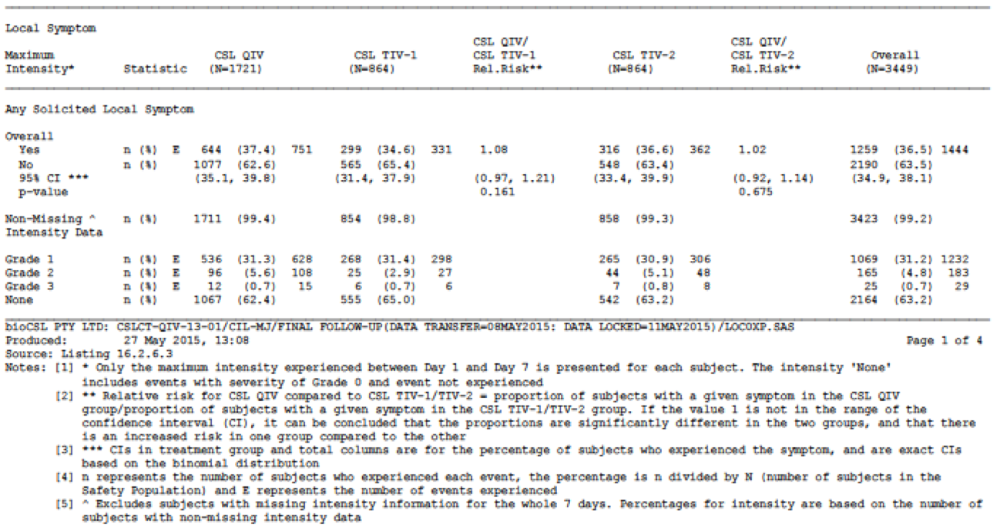 Local Symptom
CSL QIV/ CSL QIV/
Maximum CSL QIV CSL TIV-1 CSL TIV-1 CSL TIV-2 CSL TIV-2 Overall
Intensity* Statistic (N=1721) (N=864) Rel.Risk** (N=864) Rel.Risk** (N=3449)
Any Solicited Local Symptom
Overall
Yes n (%) E 644 (37.4) 751 299 (34.6) 331 1.08 316 (36.6) 362 1.02 1259 (36.5) 1444
No n (%) 1077 (62.6) 565 (65.4) 548 (63.4) 2190 (63.5)
95% CI *** (35.1, 39.8) (31.4, 37.9) (0.97, 1.21) (33.4, 39.9) (0.92, 1.14) (34.9, 38.1)
p-value 0.161 0.675
Non-Missing ^ n (%) 1711 (99.4) 854 (98.8) 858 (99.3) 3423 (99.2)
Intensity Data
Grade 1 n (%) E 536 (31.3) 628 268 (31.4) 298 265 (30.9) 306 1069 (31.2) 1232
Grade 2 n (%) E 96 (5.6) 108 25 (2.9) 27 44 (5.1) 48 165 (4.8) 183
Grade 3 n (%) E 12 (0.7) 15 6 (0.7) 6 7 (0.8) 8 25 (0.7) 29
None n (%) 1067 (62.4) 555 (65.0) 542 (63.2) 2164 (63.2)
bioCSL PTY LTD: CSLCT-QIV-13-01/CIL-MJ/FINAL FOLLOW-UP(DATA TRANSFER=08MAY2015: DATA LOCKED=11MAY2015)/LOC0XP.SAS
Produced: 27 May 2015, 13:08 Page 1 of 4
Source: Listing 16.2.6.3
Notes: [1] * Only the maximum intensity experienced between Day 1 and Day 7 is presented for each subject. The intensity 'None'
includes events with severity of Grade 0 and event not experienced
[2] ** Relative risk for CSL QIV compared to CSL TIV-1/TIV-2 = proportion of subjects with a given symptom in the CSL QIV
group/proportion of subjects with a given symptom in the CSL TIV-1/TIV-2 group. If the value 1 is not in the range of the
confidence interval (CI), it can be concluded that the proportions are significantly different in the two groups, and that there
is an increased risk in one group compared to the other
[3] *** CIs in treatment group and total columns are for the percentage of subjects who experienced the symptom, and are exact CIs
based on the binomial distribution
[4] n represents the number of subjects who experienced each event, the percentage is n divided by N (number of subjects in the
Safety Population) and E represents the number of events experienced
[5] ^ Excludes subjects with missing intensity information for the whole 7 days. Percentages for intensity are based on the number of
subjects with non-missing intensity data